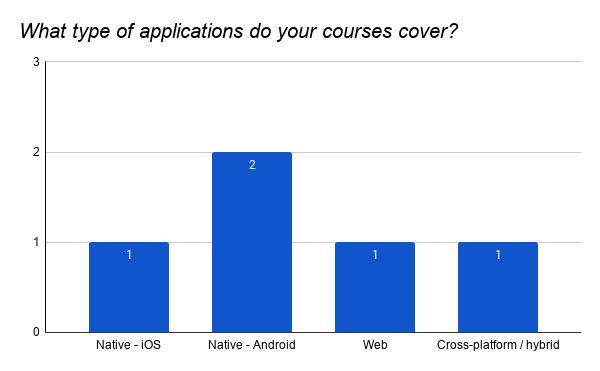 What type of applications do your courses cover?
3
2
1
0
1
2
1
1
Native - iOS
Native - Android
Web
Cross-platform / hybrid